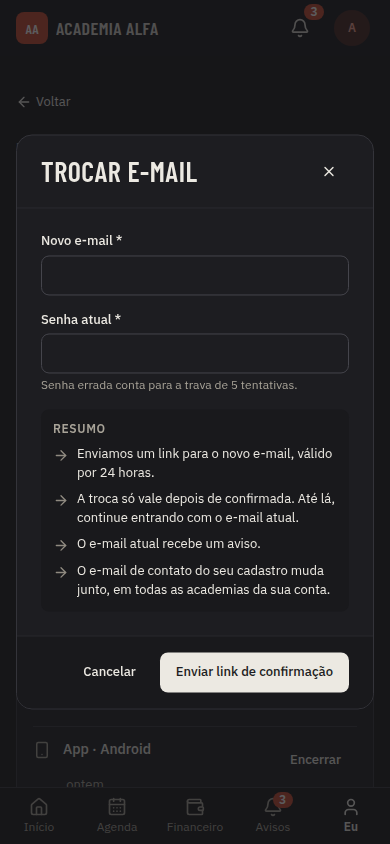 AA ACADEMIA ALFA 3 A
Voltar
TROCAR E-MAIL
Novo e-mail *
Senha atual *
Senha errada conta para a trava de 5 tentativas.
RESUMO
Enviamos um link para o novo e-mail, válido
por 24 horas.
A troca só vale depois de confirmada. Até lá,
continue entrando com o e-mail atual.
O e-mail atual recebe um aviso.
O e-mail de contato do seu cadastro muda
junto, em todas as academias da sua conta.
Cancelar Enviar link de confirmação
App · Android
Encerrar
ontem
3
Início Agenda Financeiro Avisos Eu